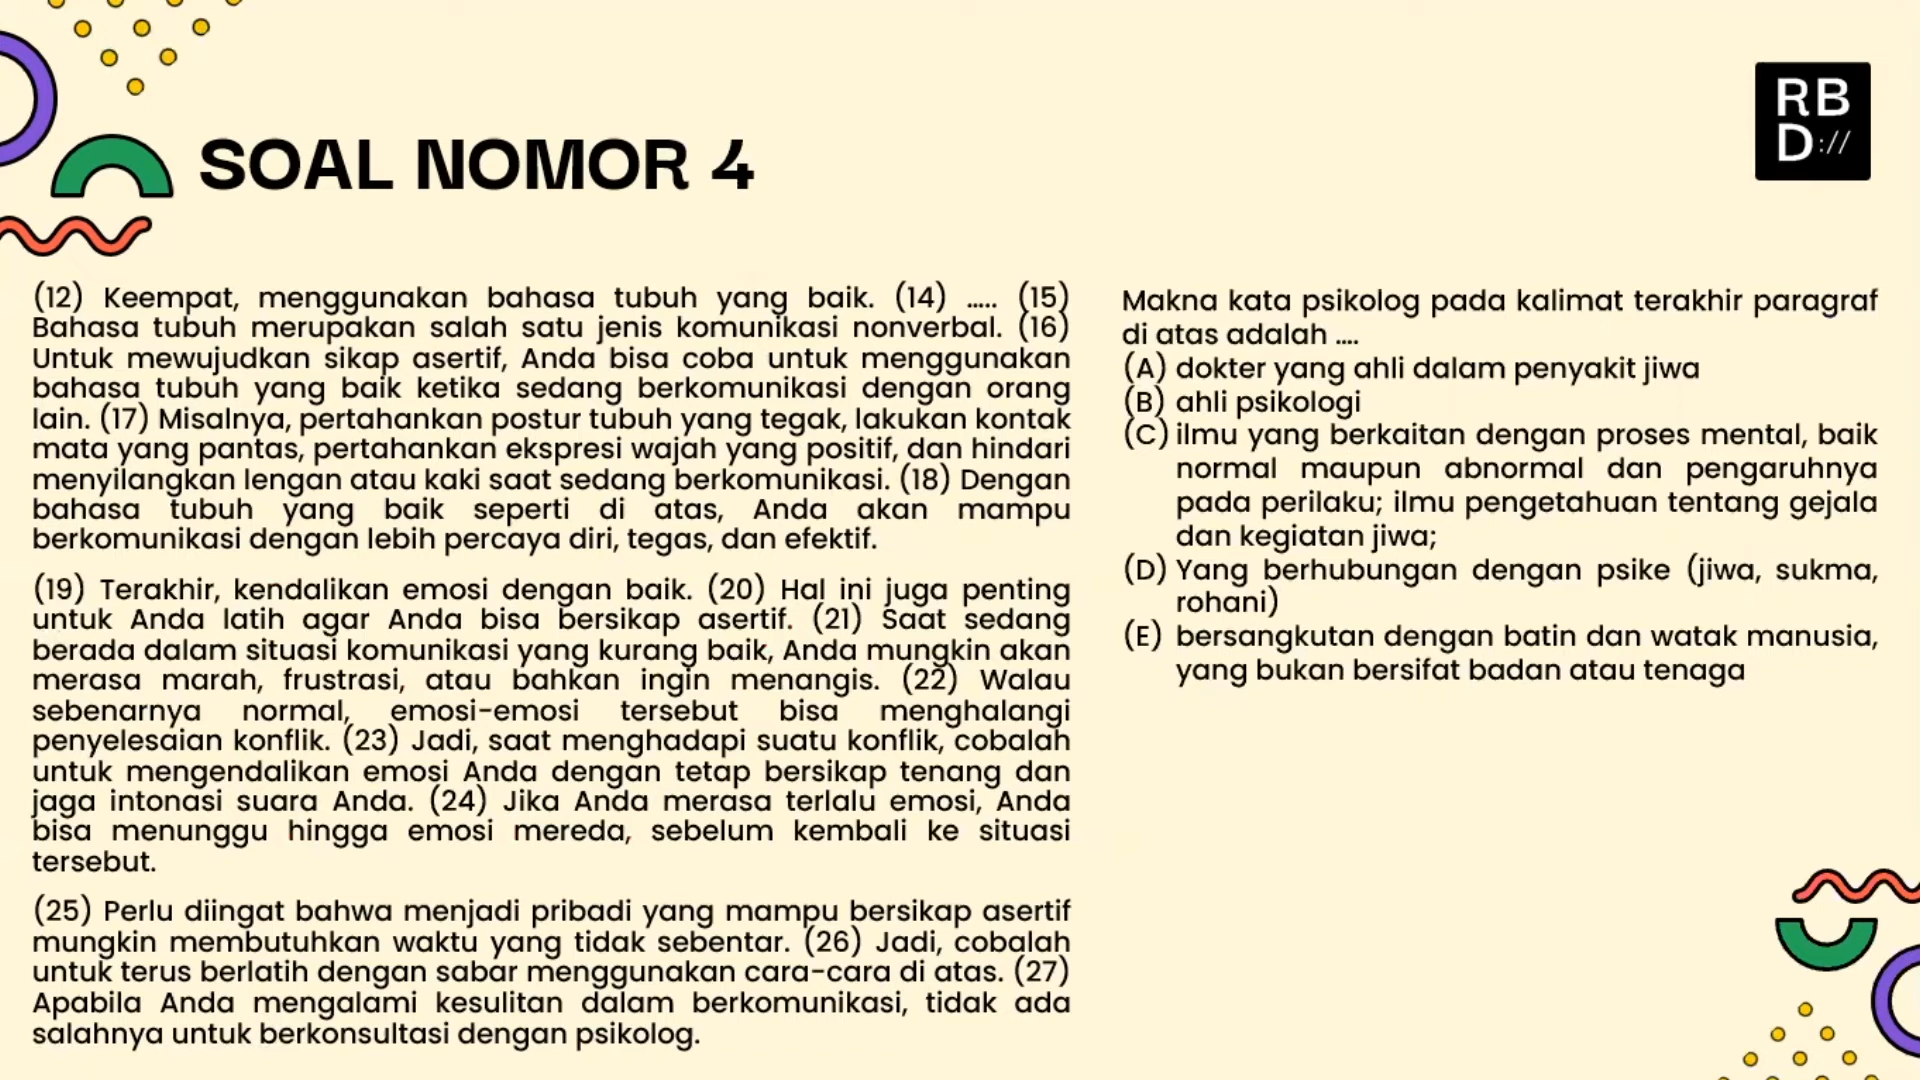 RB
D://
SOAL NOMOR 4
(12) Keempat, menggunakan bahasa tubuh yang baik. (14) ..... (15)
Bahasa tubuh merupakan salah satu jenis komunikasi nonverbal. (16)
Untuk mewujudkan sikap asertif, Anda bisa coba untuk menggunakan
bahasa tubuh yang baik ketika sedang berkomunikasi dengan orang
lain. (17) Misalnya, pertahankan postur tubuh yang tegak, lakukan kontak
mata yang pantas, pertahankan ekspresi wajah yang positif, dan hindari
menyilangkan lengan atau kaki saat sedang berkomunikasi. (18) Dengan
bahasa tubuh yang baik seperti di atas, Anda akan mampu
berkomunikasi dengan lebih percaya diri, tegas, dan efektif.
(19) Terakhir, kendalikan emosi dengan baik. (20) Hal ini juga penting
untuk Anda latih agar Anda bisa bersikap asertif. (21) Saat sedang
berada dalam situasi komunikasi yang kurang baik, Anda mungkin akan
merasa marah, frustrasi, atau bahkan ingin menangis. (22) Walau
sebenarnya normal, emosi-emosi tersebut bisa menghalangi
penyelesaian konflik. (23) Jadi, saat menghadapi suatu konflik, cobalah
untuk mengendalikan emosi Anda dengan tetap bersikap tenang dan
jaga intonasi suara Anda. (24) Jika Anda merasa terlalu emosi, Anda
bisa menunggu hingga emosi mereda, sebelum kembali ke situasi
tersebut.
(25) Perlu diingat bahwa menjadi pribadi yang mampu bersikap asertif
mungkin membutuhkan waktu yang tidak sebentar. (26) Jadi, cobalah
untuk terus berlatih dengan sabar menggunakan cara-cara di atas. (27)
Apabila Anda mengalami kesulitan dalam berkomunikasi, tidak ada
salahnya untuk berkonsultasi dengan psikolog.
Makna kata psikolog pada kalimat terakhir paragraf
di atas adalah ....
(A) dokter yang ahli dalam penyakit jiwa
(B) ahli psikologi
(C) ilmu yang berkaitan dengan proses mental, baik
normal maupun abnormal dan pengaruhnya
pada perilaku; ilmu pengetahuan tentang gejala
dan kegiatan jiwa;
(D) Yang berhubungan dengan psike (jiwa, sukma,
rohani)
(E) bersangkutan dengan batin dan watak manusia,
yang bukan bersifat badan atau tenaga